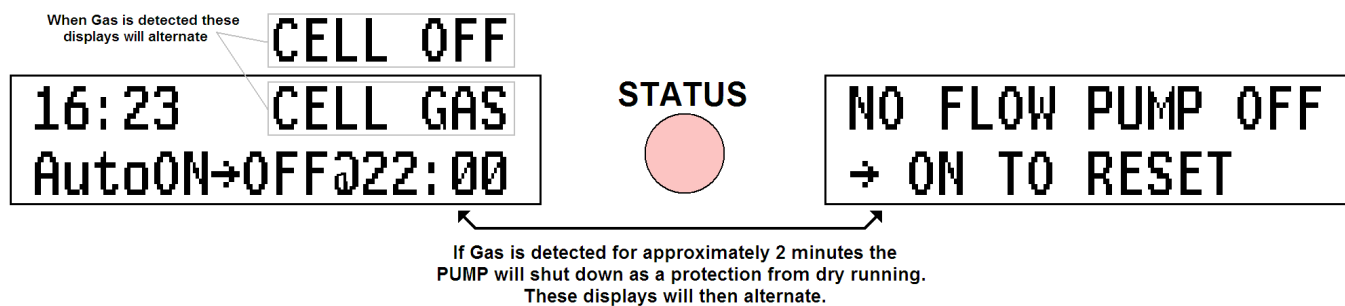 When Gas is detected these
displays will alternate
CELL OFF
16:23 CELL GAS
AutoON→OFF@22:00
STATUS
NO FLOW PUMP OFF
→ ON TO RESET
If Gas is detected for approximately 2 minutes the
PUMP will shut down as a protection from dry running.
These displays will then alternate.